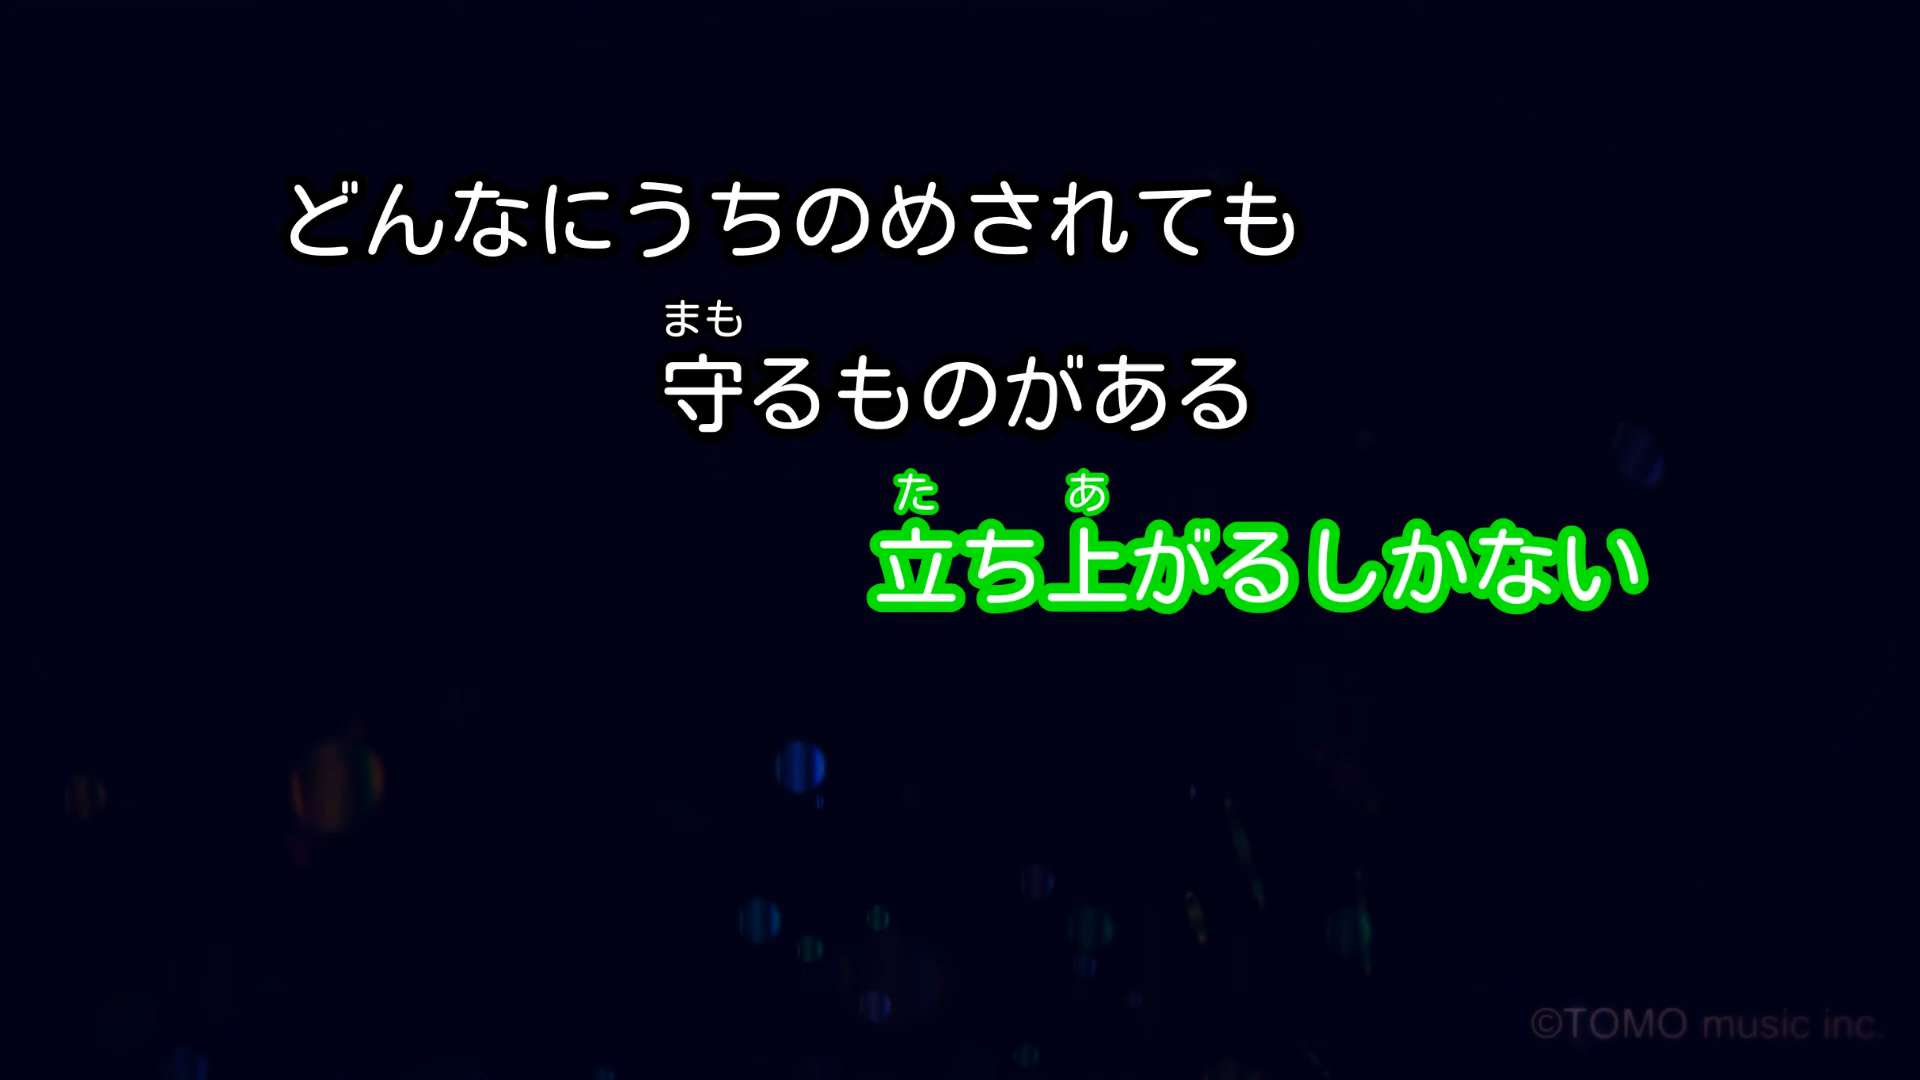 どんなにうちのめされても
まも
守るものがある
た あ
立ち上がるしかない
©TOMO music inc.